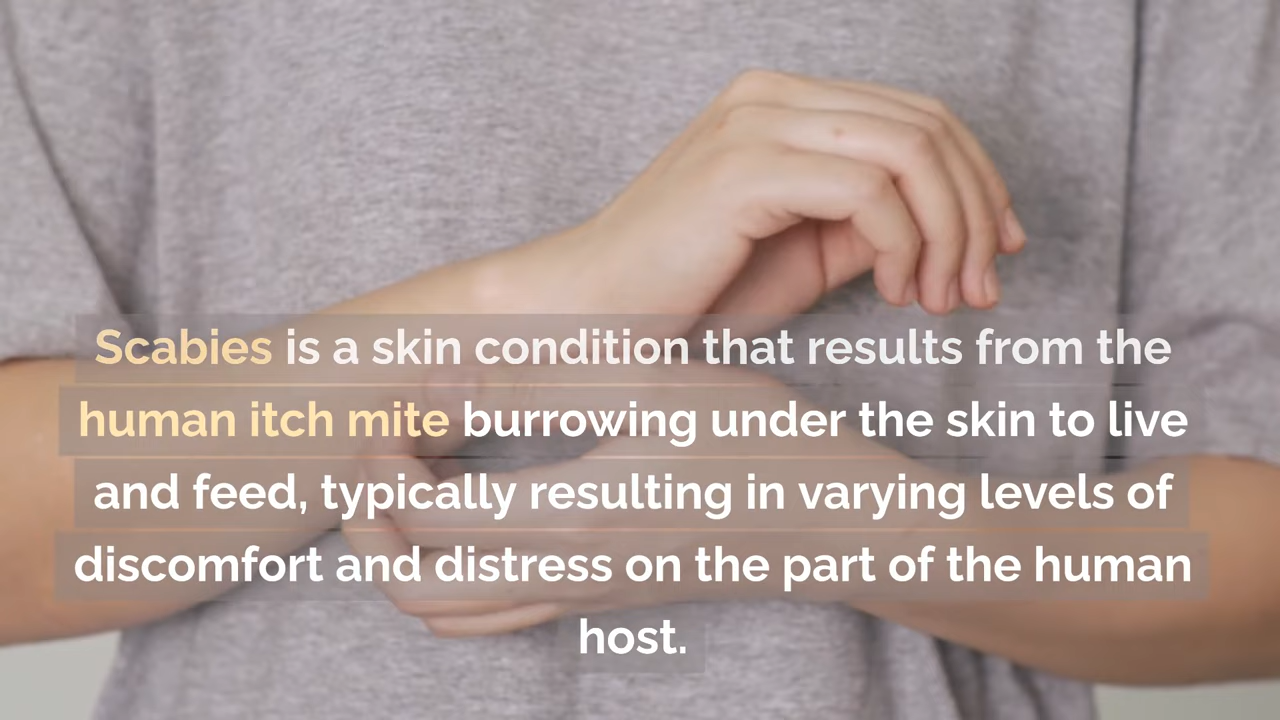 Scabies is a skin condition that results from the
human itch mite burrowing under the skin to live
and feed, typically resulting in varying levels of
discomfort and distress on the part of the human
host.